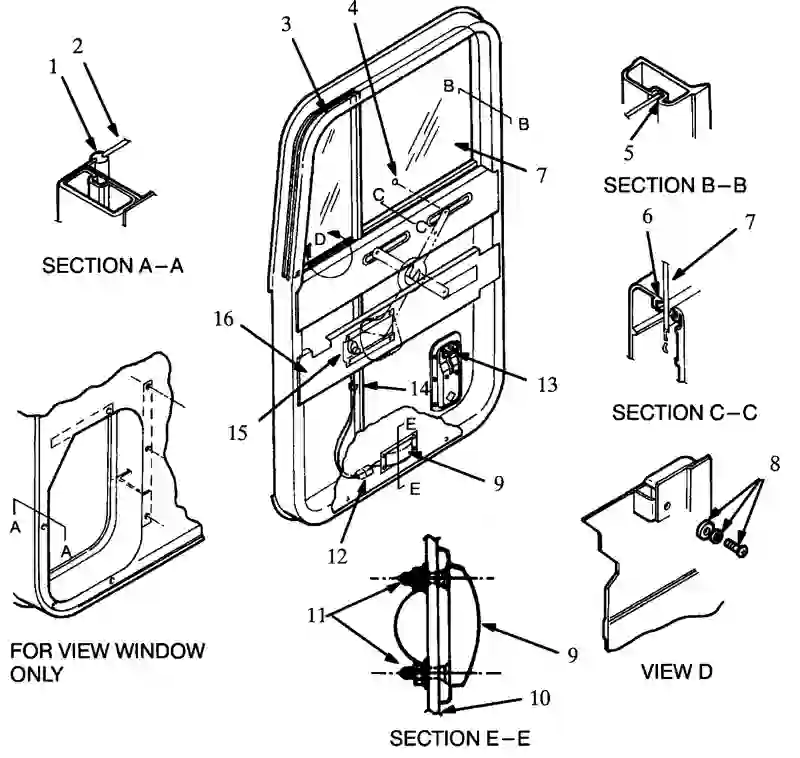 4
3
2
1
B
B
7
5
SECTION B–B
C
C
D
SECTION A–A
6
7
16
15
14
13
SECTION C–C
E
E
9
12
8
A
A
11
9
10
FOR VIEW WINDOW
ONLY
VIEW D
SECTION E–E